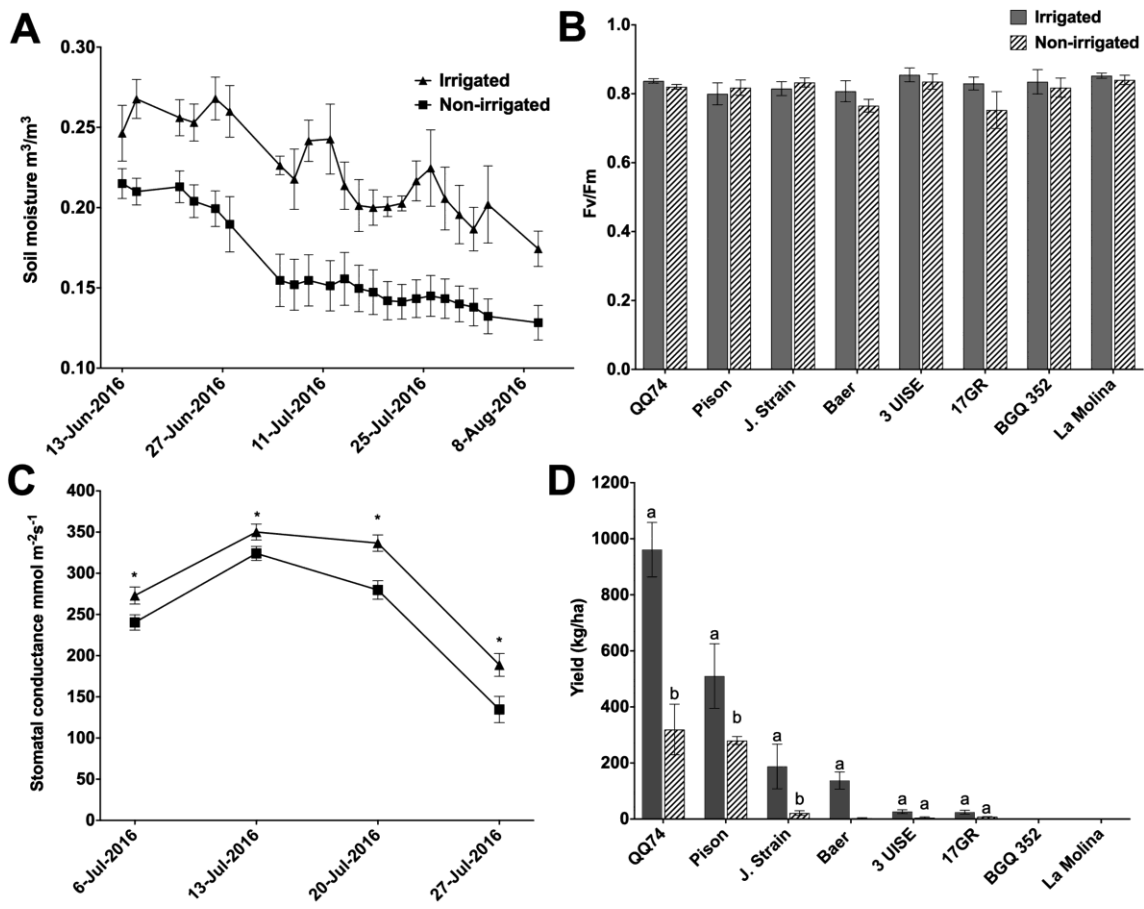 A
Soil moisture m³/m³
0.30
0.25
0.20
0.15
0.10
Irrigated
Non-irrigated
13-Jun-2016
27-Jun-2016
11-Jul-2016
25-Jul-2016
8-Aug-2016
B
Irrigated
Non-irrigated
Fv/Fm
1.0
0.8
0.6
0.4
0.2
0.0
QQ74
Pison
J. Strain
Baer
3 UISE
17GR
BGQ 352
La Molina
C
Stomatal conductance mmol m⁻²s⁻¹
400
350
300
250
200
150
100
50
0
*
*
*
*
6-Jul-2016
13-Jul-2016
20-Jul-2016
27-Jul-2016
D
Yield (kg/ha)
1200
1000
800
600
400
200
0
a
b
a
b
a
b
a
a
a
a
a
QQ74
Pison
J. Strain
Baer
3 UISE
17GR
BGQ 352
La Molina